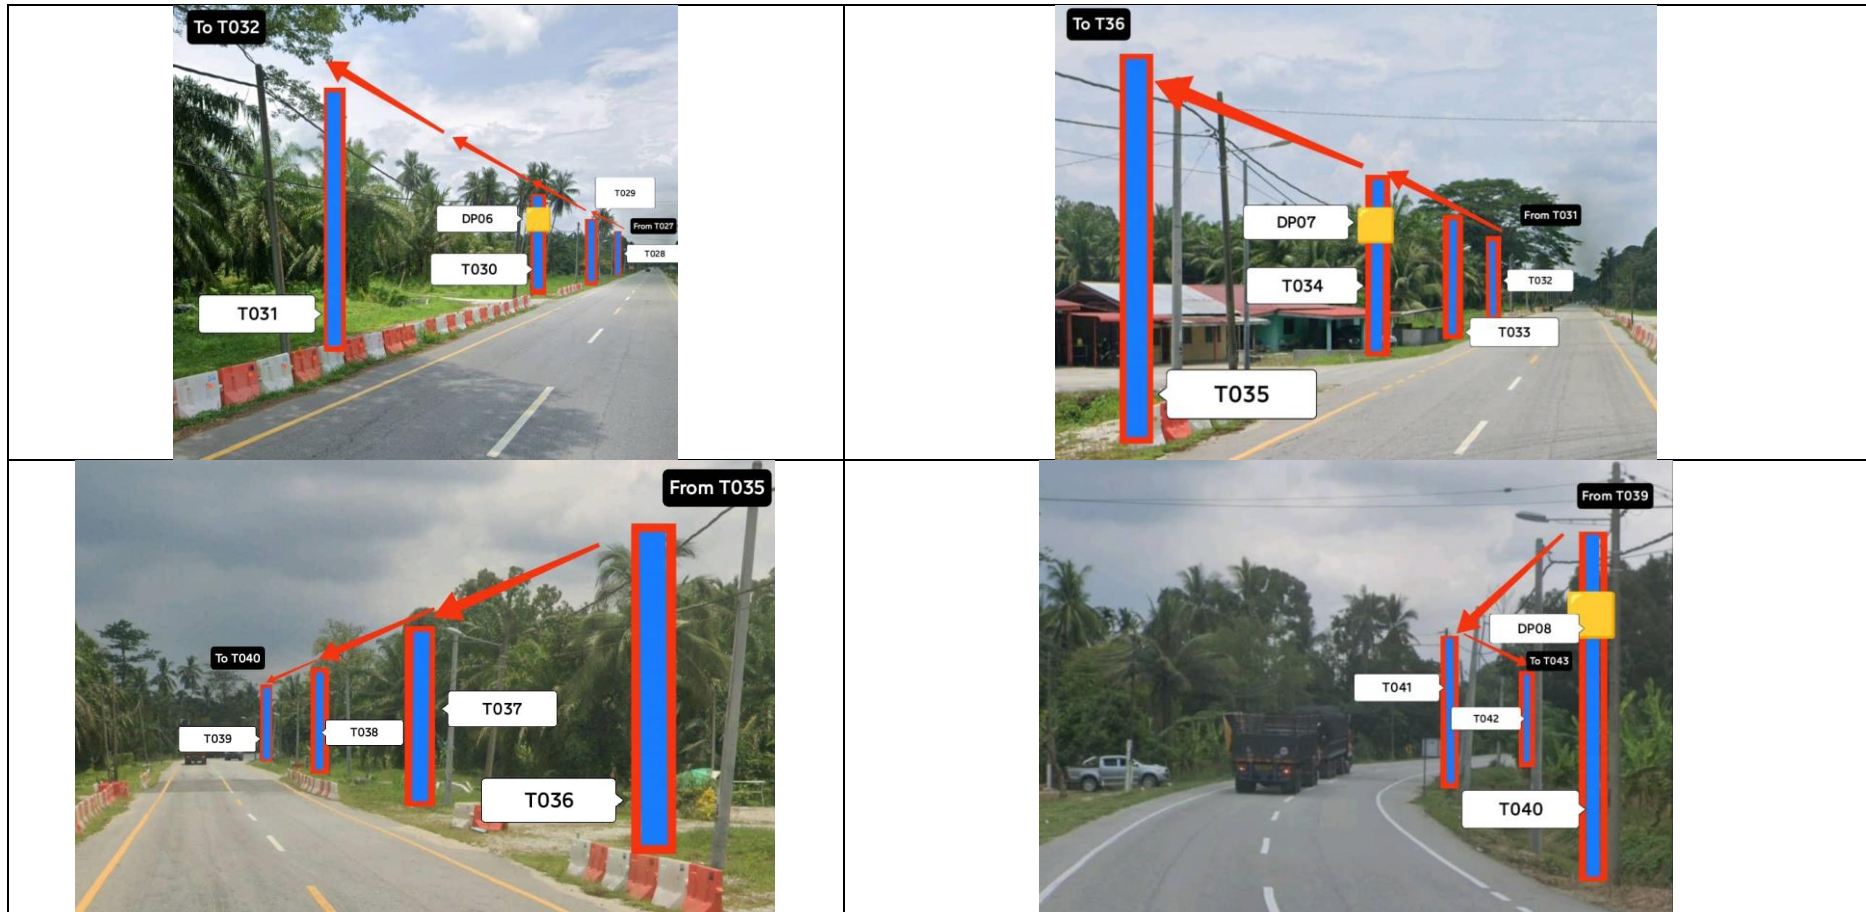 To T032
T029
DP06
From T027
T028
T030
T031
To T36
From T031
DP07
T032
T034
T033
T035
From T035
To T040
T037
T038
T039
T036
From T039
DP08
To T043
T041
T042
T040